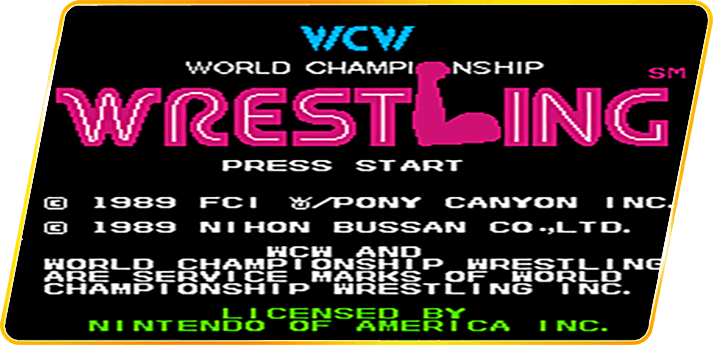 WCW
WORLD CHAMPIONSHIP
WRESTLING SM
PRESS START
© 1989 FCI /PONY CANYON INC.
© 1989 NIHON BUSSAN CO.,LTD.
WCW AND
WORLD CHAMPIONSHIP WRESTLING
ARE SERVICE MARKS OF WORLD
CHAMPIONSHIP WRESTLING INC.
LICENSED BY
NINTENDO OF AMERICA INC.